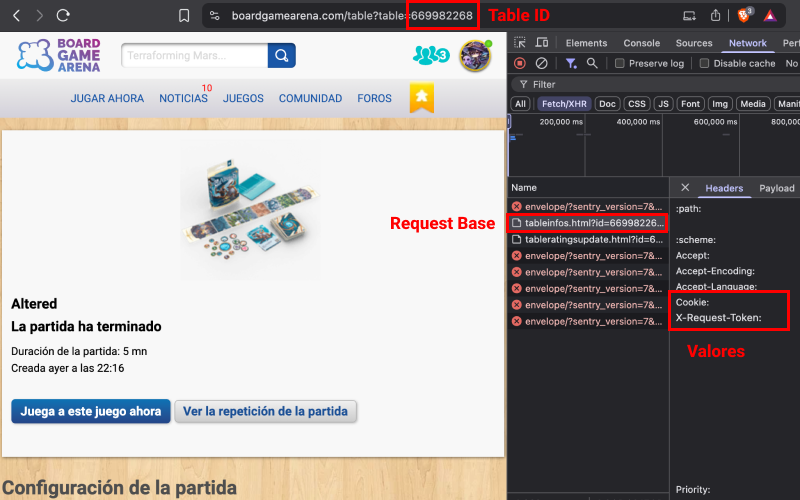 boardgamearena.com/table?table=669982268
Table ID
BOARD
GAME
ARENA
Terraforming Mars...
3
JUGAR AHORA
NOTICIAS
10
JUEGOS
COMUNIDAD
FOROS
Request Base
Altered
La partida ha terminado
Duración de la partida: 5 mn
Creada ayer a las 22:16
Juega a este juego ahora
Ver la repetición de la partida
Configuración de la partida
3
Elements
Console
Sources
Network
Perf
Preserve log
Disable cache
No
Filter
All
Fetch/XHR
Doc
CSS
JS
Font
Img
Media
Manif
200,000 ms
400,000 ms
600,000 ms
800,000
Name
Headers
Payload
envelope/?sentry_version=7&...
tableinfos.html?id=66998226...
tableratingsupdate.html?id=6...
envelope/?sentry_version=7&...
envelope/?sentry_version=7&...
envelope/?sentry_version=7&...
envelope/?sentry_version=7&...
envelope/?sentry_version=7&...
:path:
:scheme:
Accept:
Accept-Encoding:
Accept-Language:
Cookie:
X-Request-Token:
Valores
Priority: